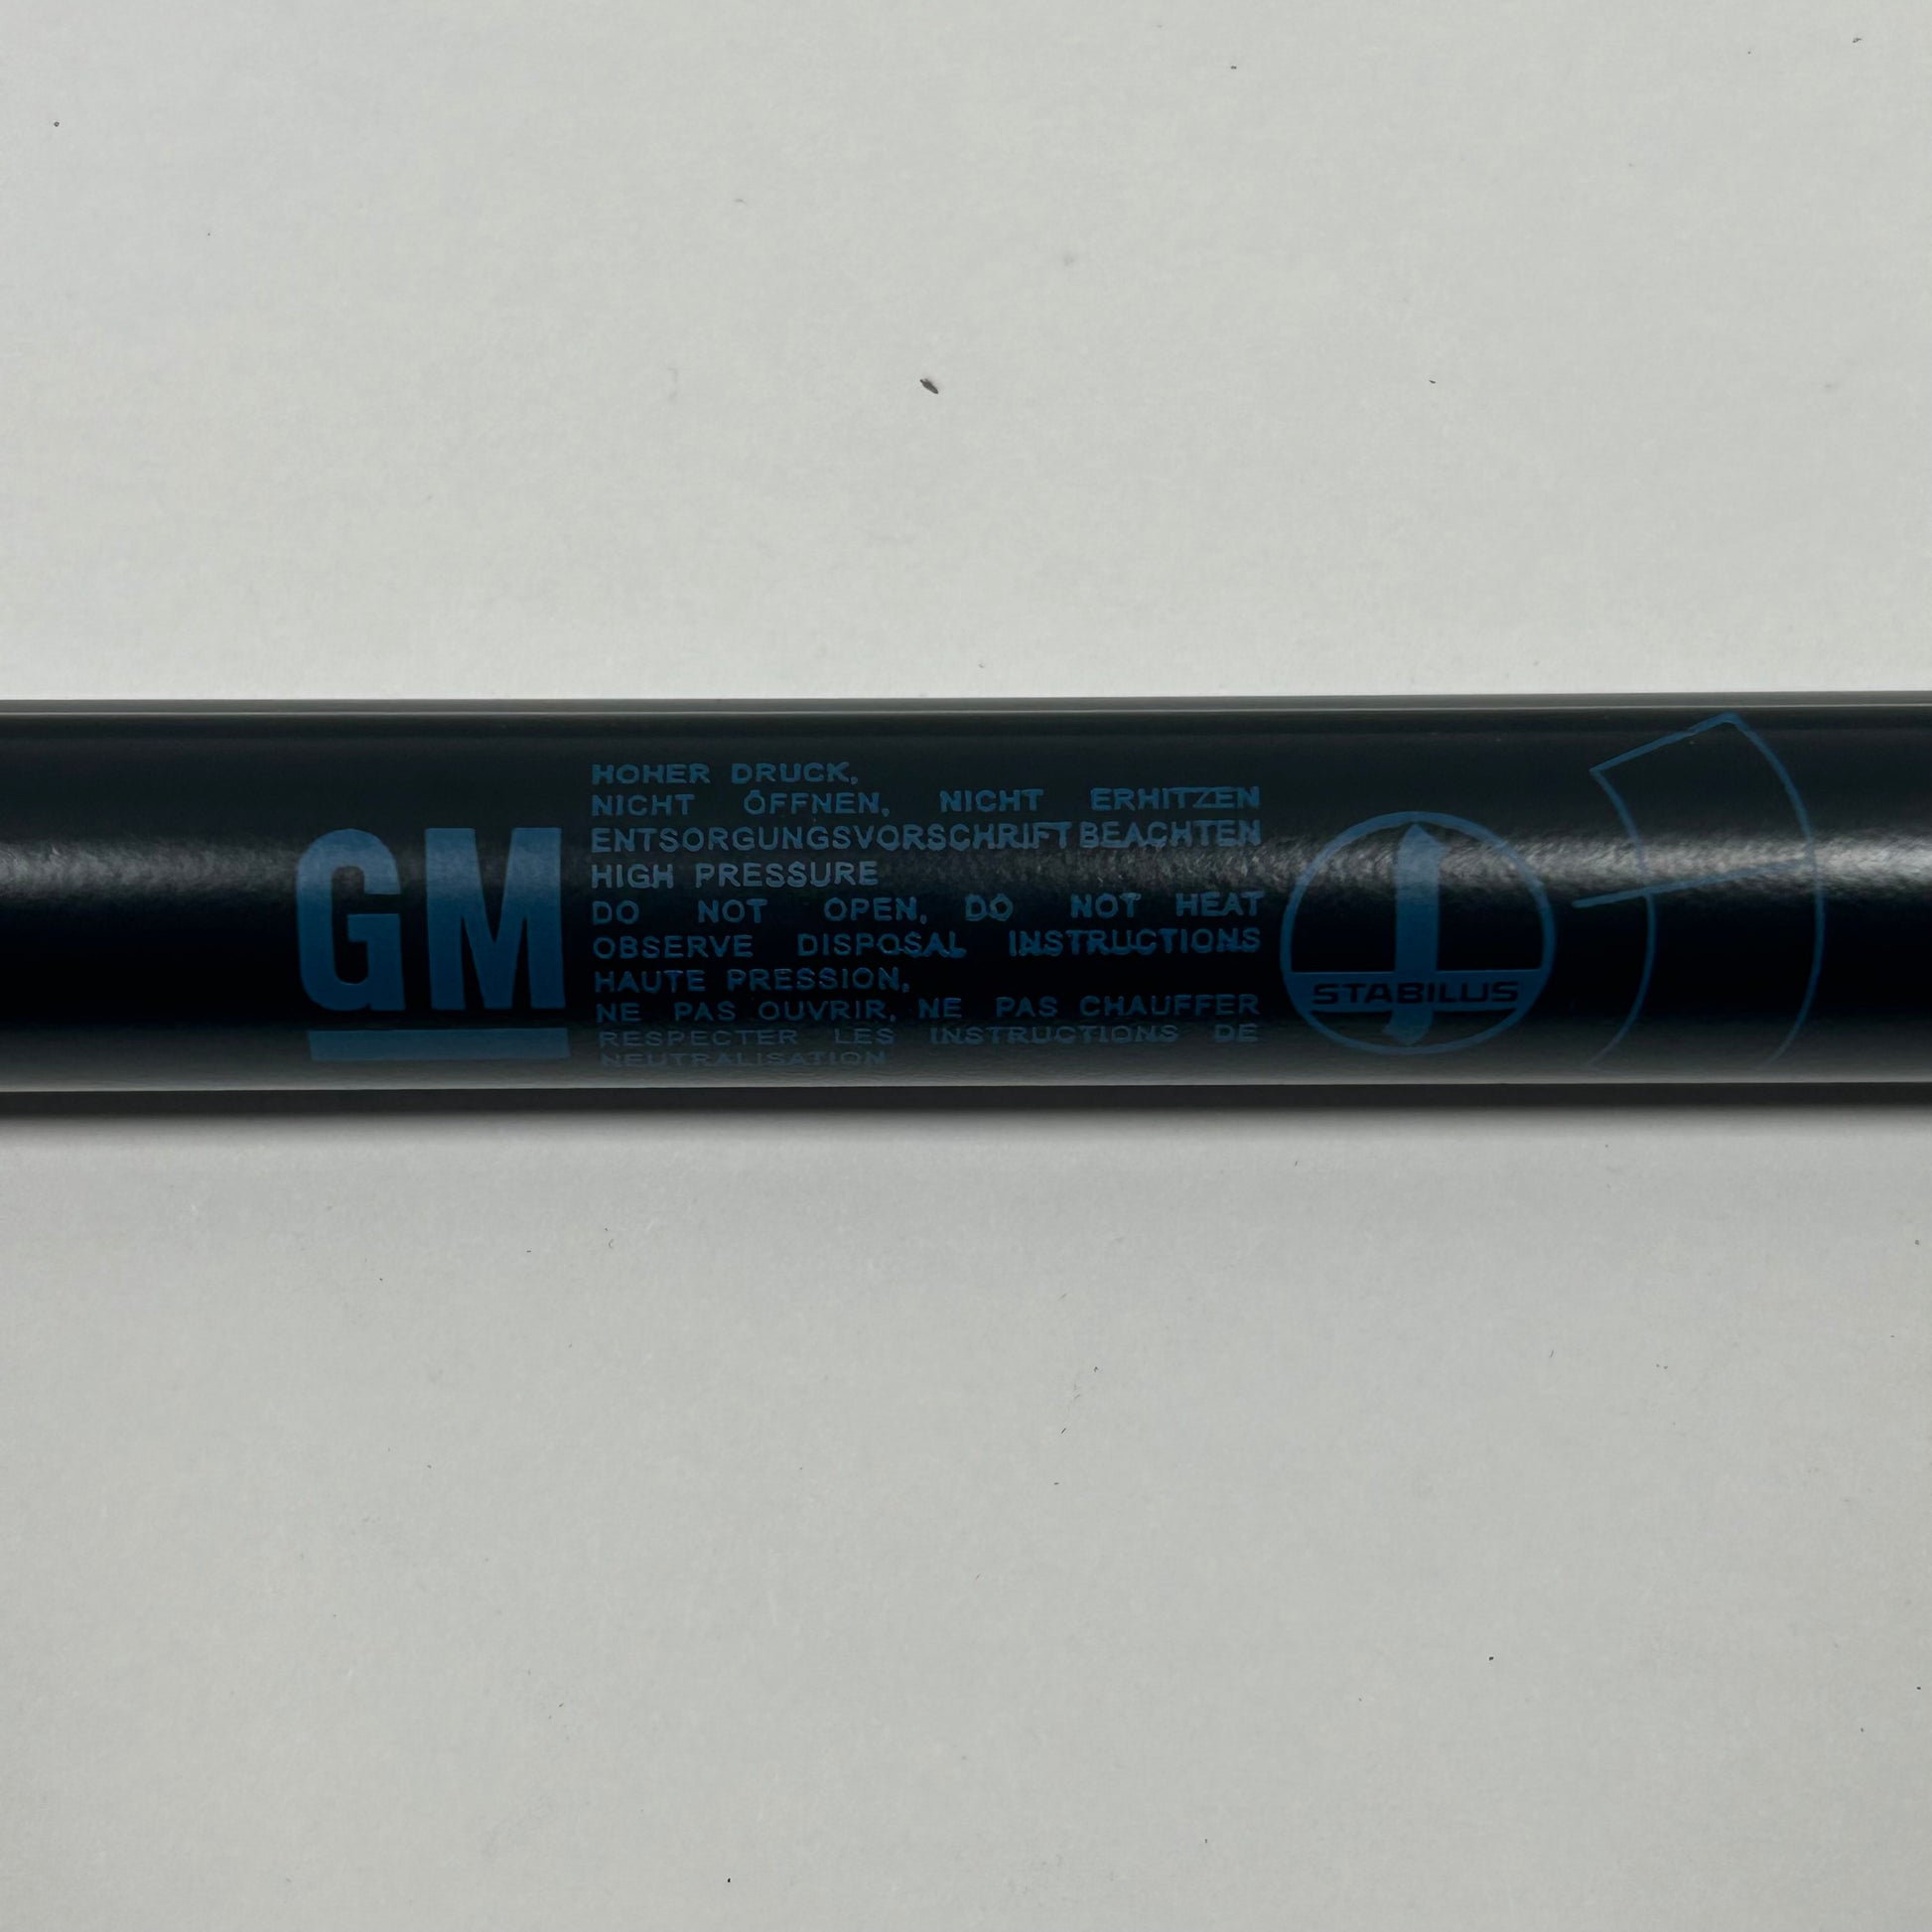 GM
HOHER DRUCK,
NICHT ÖFFNEN, NICHT ERHITZEN
ENTSORGUNGSVORSCHRIFT BEACHTEN
HIGH PRESSURE
DO NOT OPEN, DO NOT HEAT
OBSERVE DISPOSAL INSTRUCTIONS
HAUTE PRESSION,
NE PAS OUVRIR, NE PAS CHAUFFER
RESPECTER LES INSTRUCTIONS DE
NEUTRALISATION
STABILUS